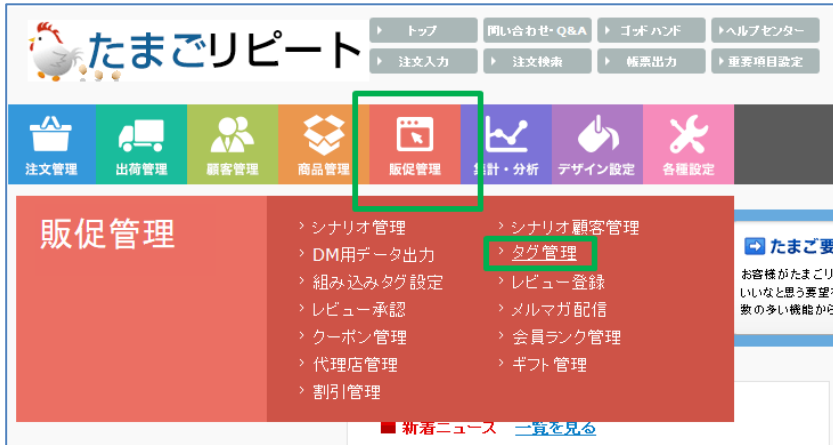 たまごリピート
トップ
問い合わせ・Q&A
ゴッドハンド
ヘルプセンター
注文入力
注文検索
帳票出力
重要項目設定
注文管理
出荷管理
顧客管理
商品管理
販促管理
集計・分析
デザイン設定
各種設定
販促管理
シナリオ管理
シナリオ顧客管理
DM用データ出力
タグ管理
組み込みタグ設定
レビュー登録
レビュー承認
メルマガ配信
クーポン管理
会員ランク管理
代理店管理
ギフト管理
割引管理
たまご要
お客様がたまごリ
いいなと思う要望
数の多い機能から
新着ニュース 一覧を見る